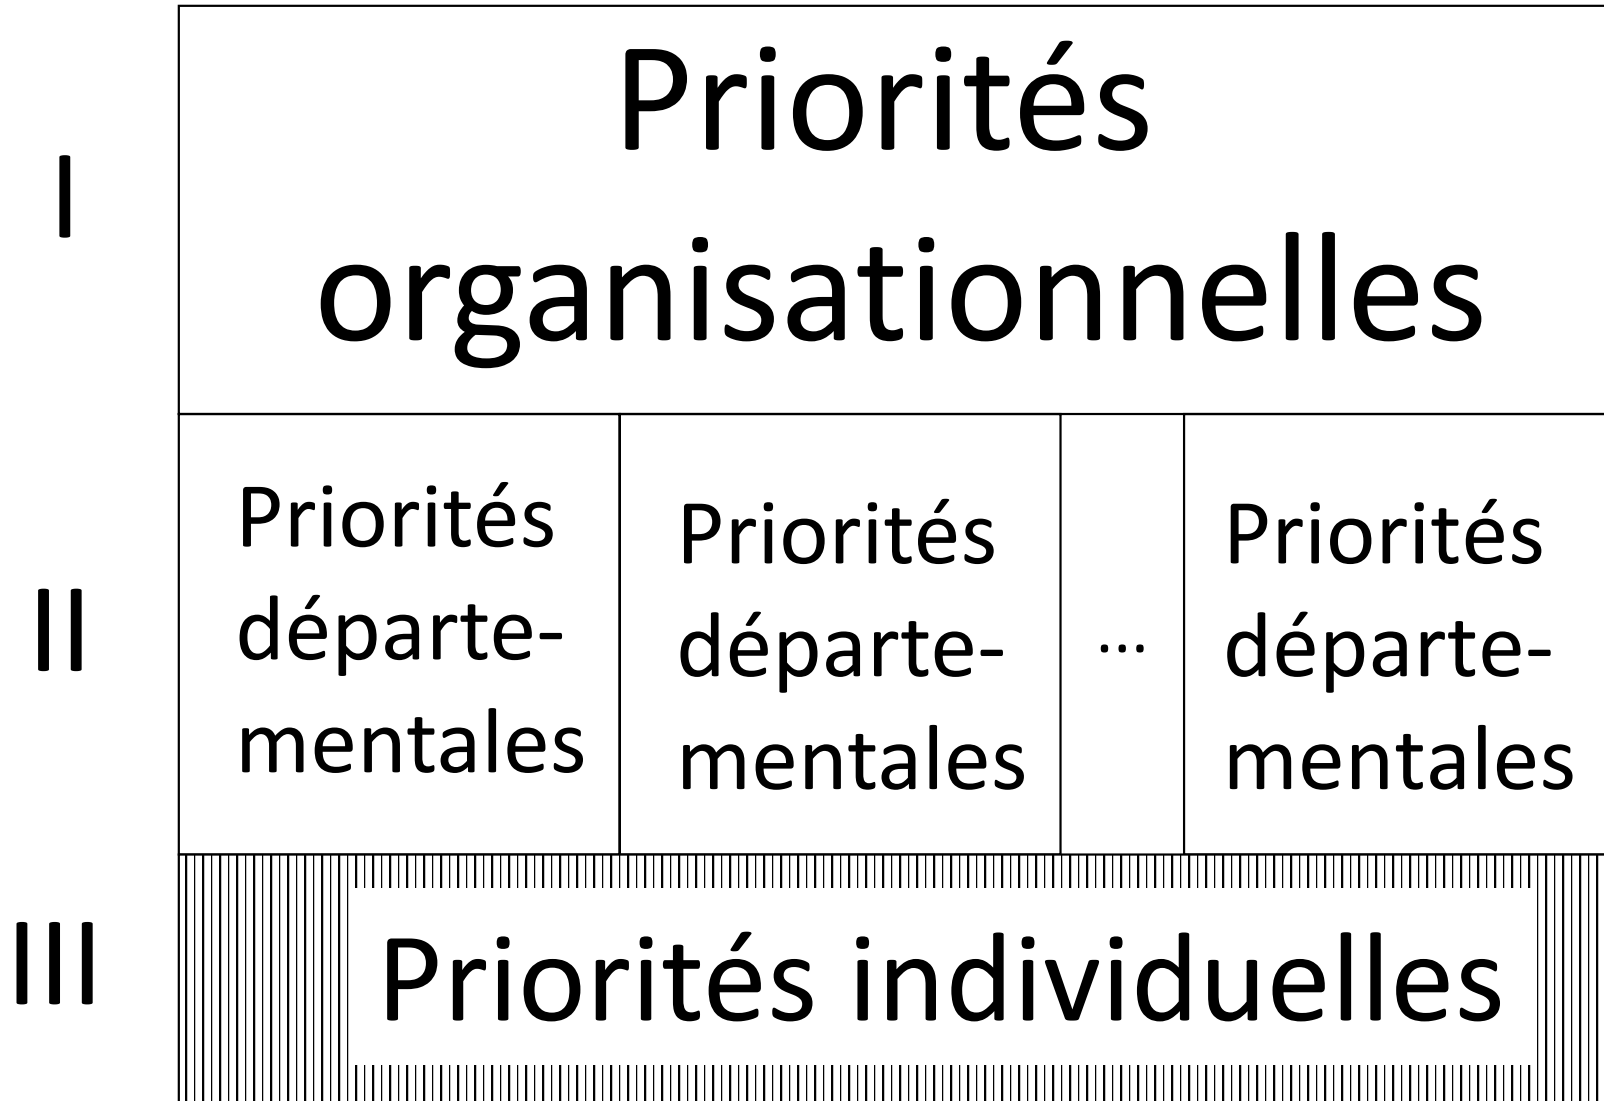 I
Priorités
organisationnelles
II
Priorités
départe-
mentales
Priorités
départe-
mentales
...
Priorités
départe-
mentales
III
Priorités individuelles